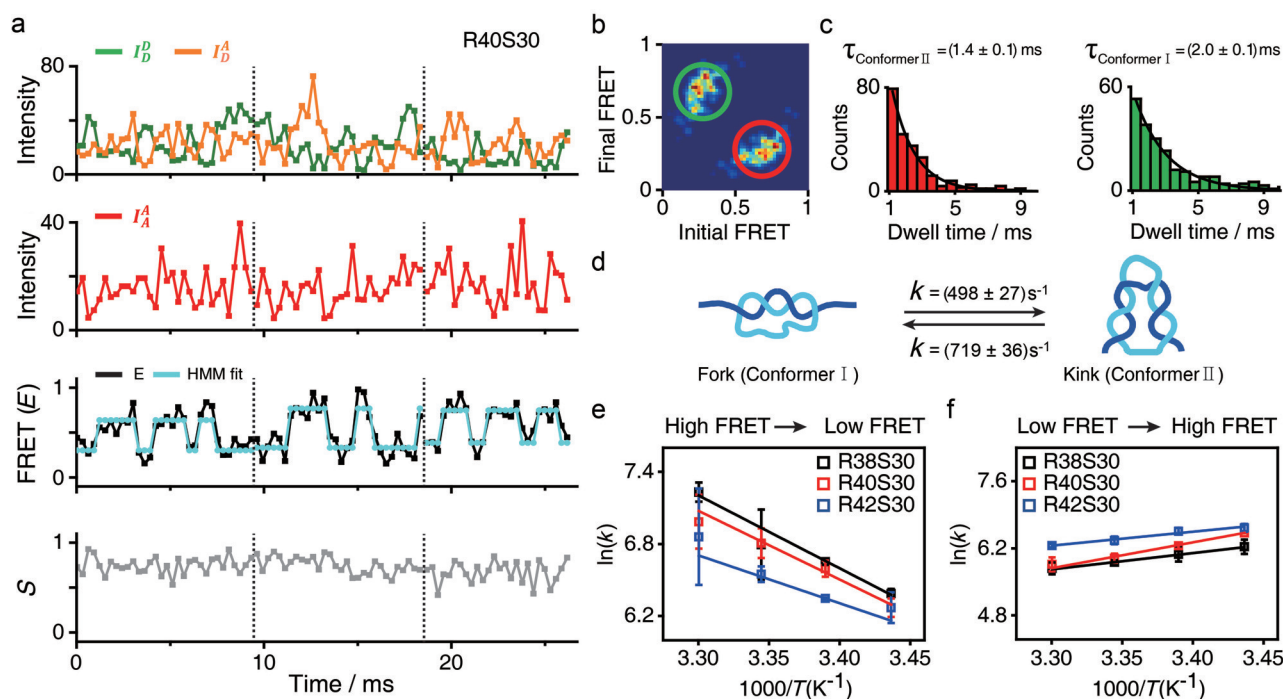 a
R40S30
I_D^D I_D^A
80
Intensity
0
I_A^A
40
Intensity
0
E HMM fit
1
FRET (E)
0
1
S
0
0 10 20
Time / ms
b
1
Final FRET
0.5
0
0.5 1
Initial FRET
c
τ_Conformer II = (1.4 ± 0.1) ms
80
Counts
0
1 5 9
Dwell time / ms
τ_Conformer I = (2.0 ± 0.1) ms
60
Counts
0
1 5 9
Dwell time / ms
d
k = (498 ± 27) s⁻¹
k = (719 ± 36) s⁻¹
Fork (Conformer I)
Kink (Conformer II)
e
High FRET → Low FRET
R38S30
R40S30
R42S30
7.4
6.8
6.2
ln(k)
3.30 3.35 3.40 3.45
1000/T(K⁻¹)
f
Low FRET → High FRET
R38S30
R40S30
R42S30
7.6
6.2
4.8
ln(k)
3.30 3.35 3.40 3.45
1000/T(K⁻¹)